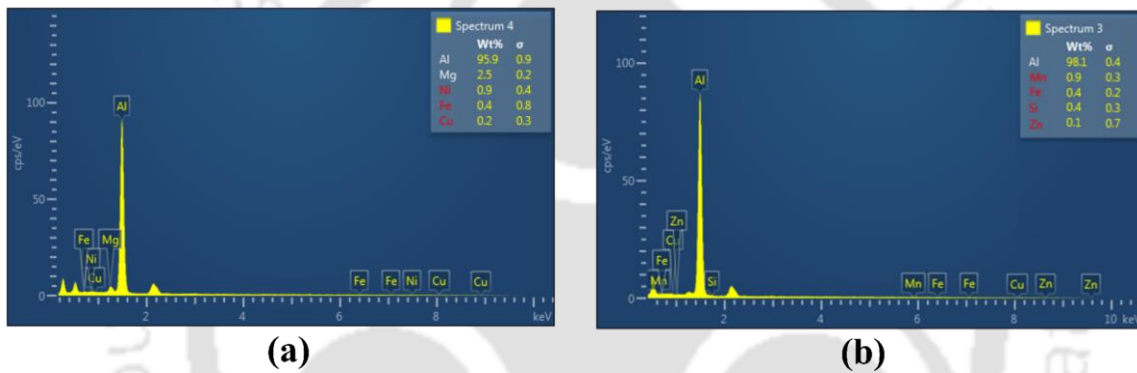 Spectrum 4
Wt% σ
Al 95.9 0.9
Mg 2.5 0.2
Ni 0.9 0.4
Fe 0.4 0.8
Cu 0.2 0.3
cps/eV
100
50
0
Al
Fe
Mg
Ni
Cu
Fe Fe Ni Cu Cu
2 4 6 8 keV
(a)
Spectrum 3
Wt% σ
Al 98.1 0.4
Mn 0.9 0.3
Fe 0.4 0.2
Si 0.4 0.3
Zn 0.1 0.7
cps/eV
100
50
0
Al
Zn
Cu
Fe
Mn Si
Mn Fe Fe Cu Zn Zn
2 4 6 8 10 keV
(b)